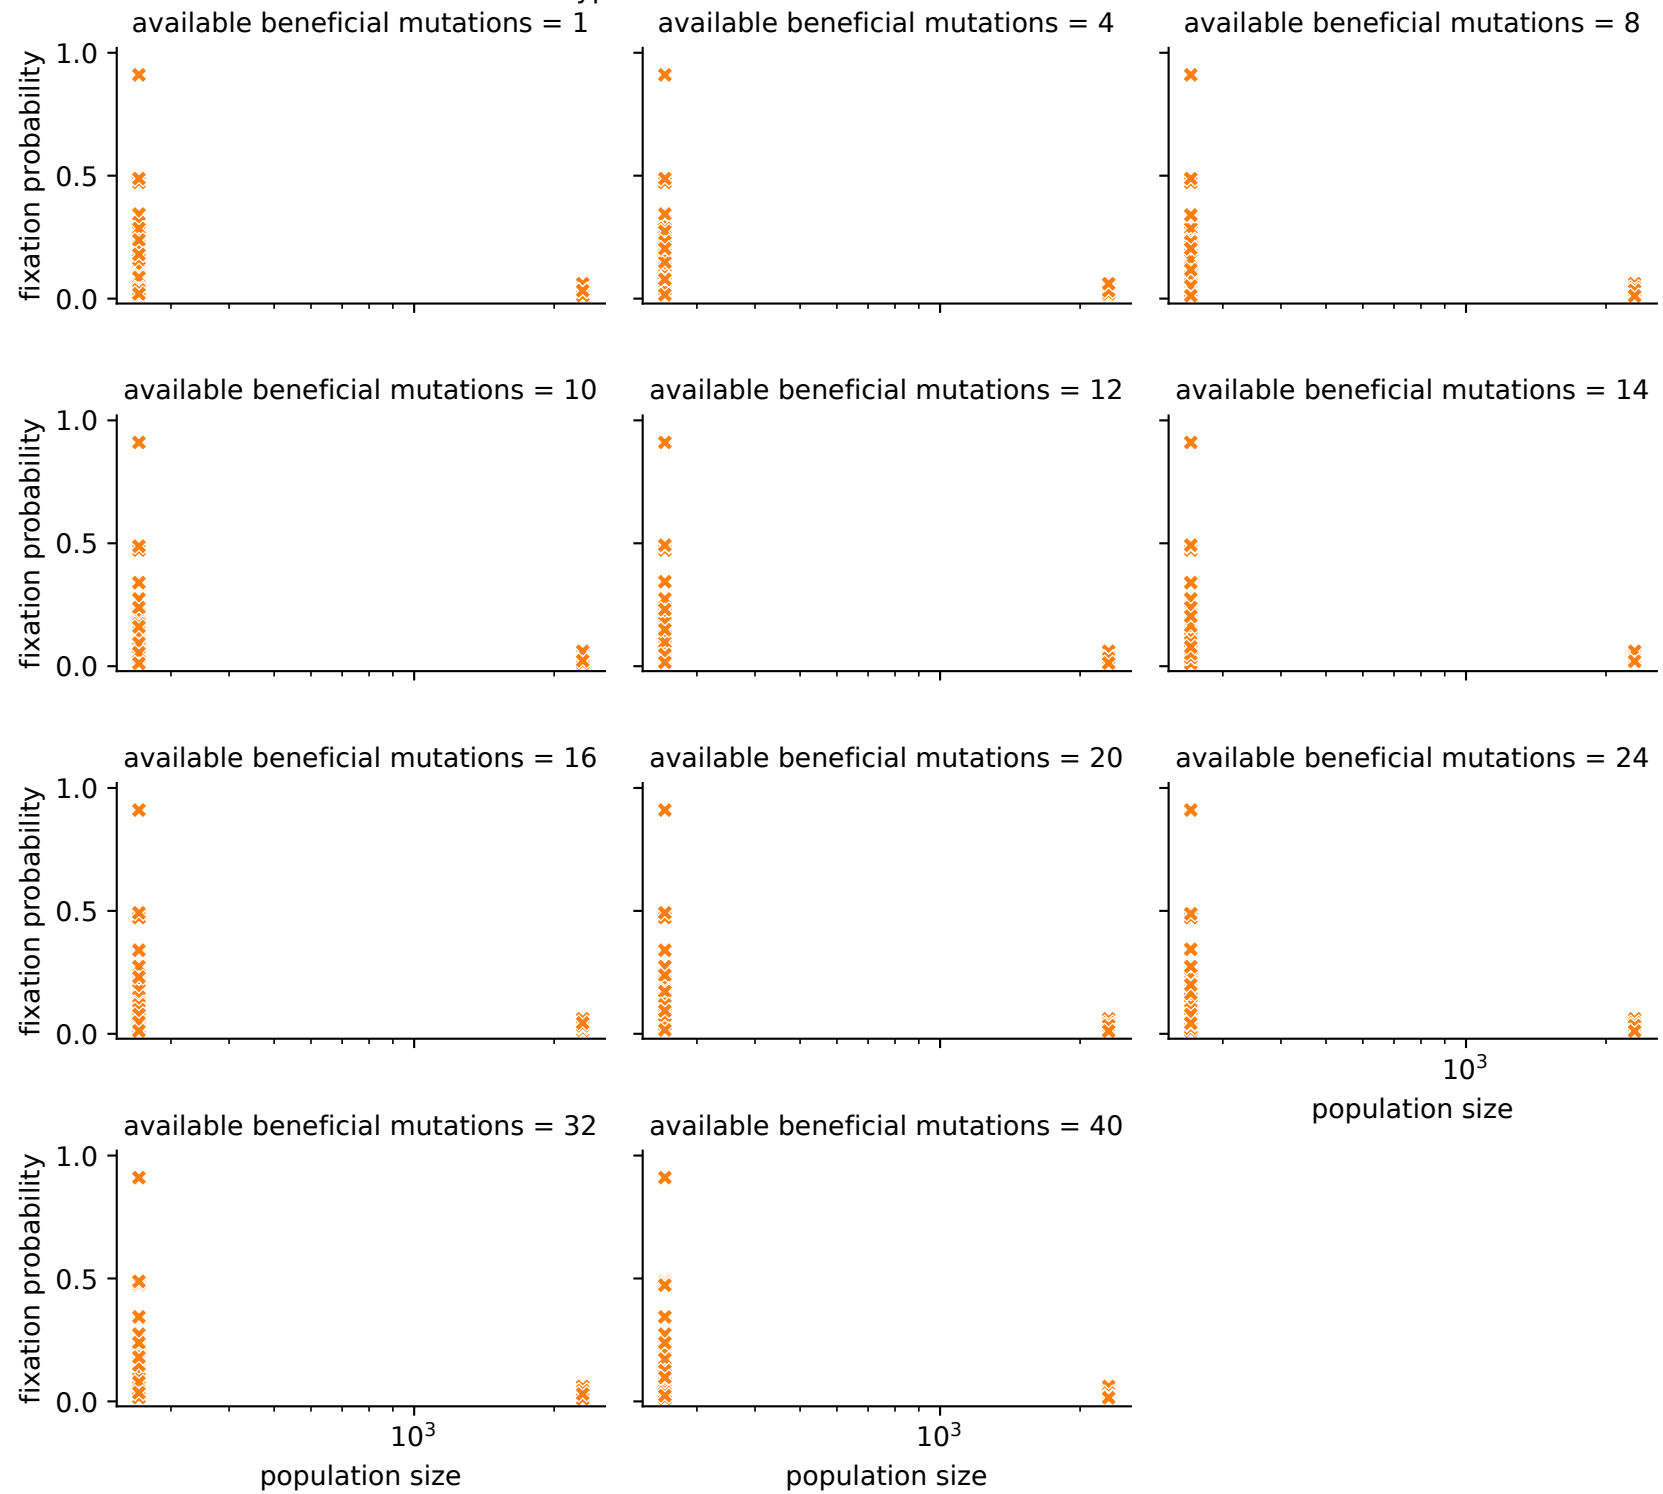 available beneficial mutations = 1
available beneficial mutations = 4
available beneficial mutations = 8
fixation probability
1.0
0.5
0.0
available beneficial mutations = 10
available beneficial mutations = 12
available beneficial mutations = 14
fixation probability
1.0
0.5
0.0
available beneficial mutations = 16
available beneficial mutations = 20
available beneficial mutations = 24
fixation probability
1.0
0.5
0.0
10³
population size
available beneficial mutations = 32
available beneficial mutations = 40
fixation probability
1.0
0.5
0.0
10³
10³
population size
population size